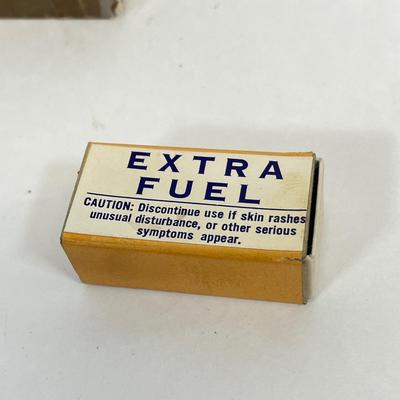 EXTRA
FUEL
CAUTION: Discontinue use if skin rashes
unusual disturbance, or other serious
symptoms appear.